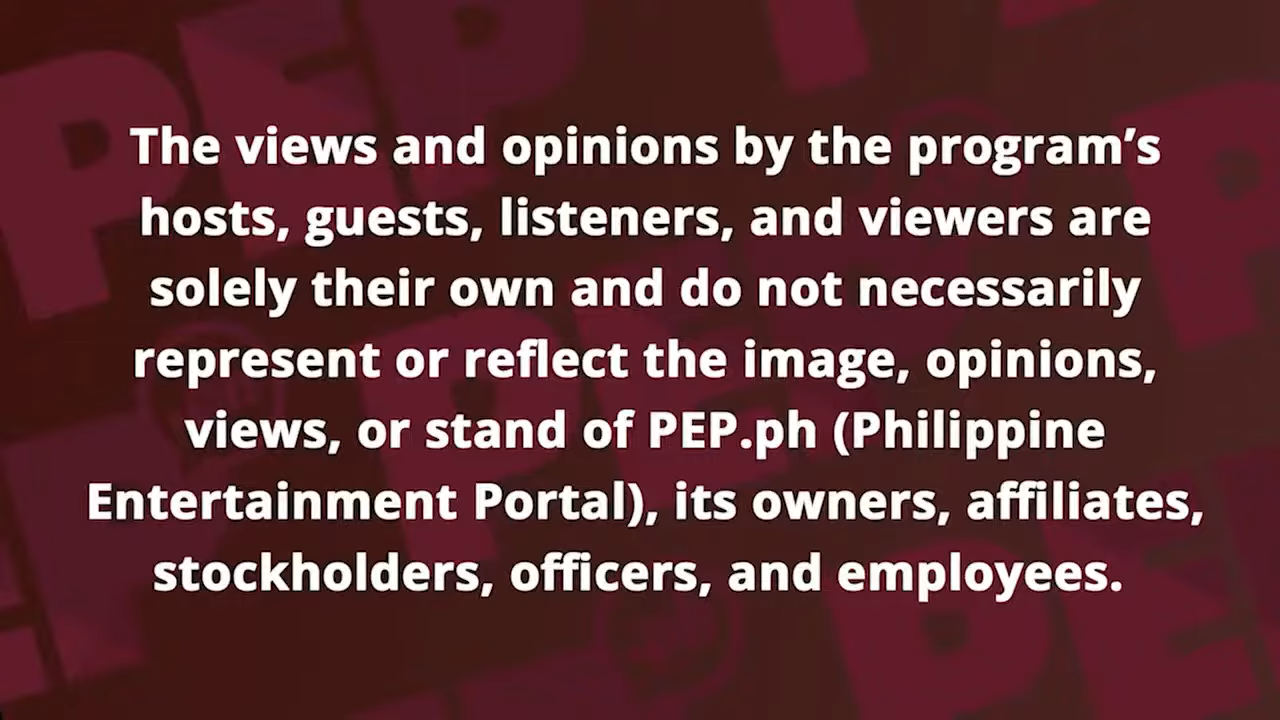 The views and opinions by the program’s
hosts, guests, listeners, and viewers are
solely their own and do not necessarily
represent or reflect the image, opinions,
views, or stand of PEP.ph (Philippine
Entertainment Portal), its owners, affiliates,
stockholders, officers, and employees.